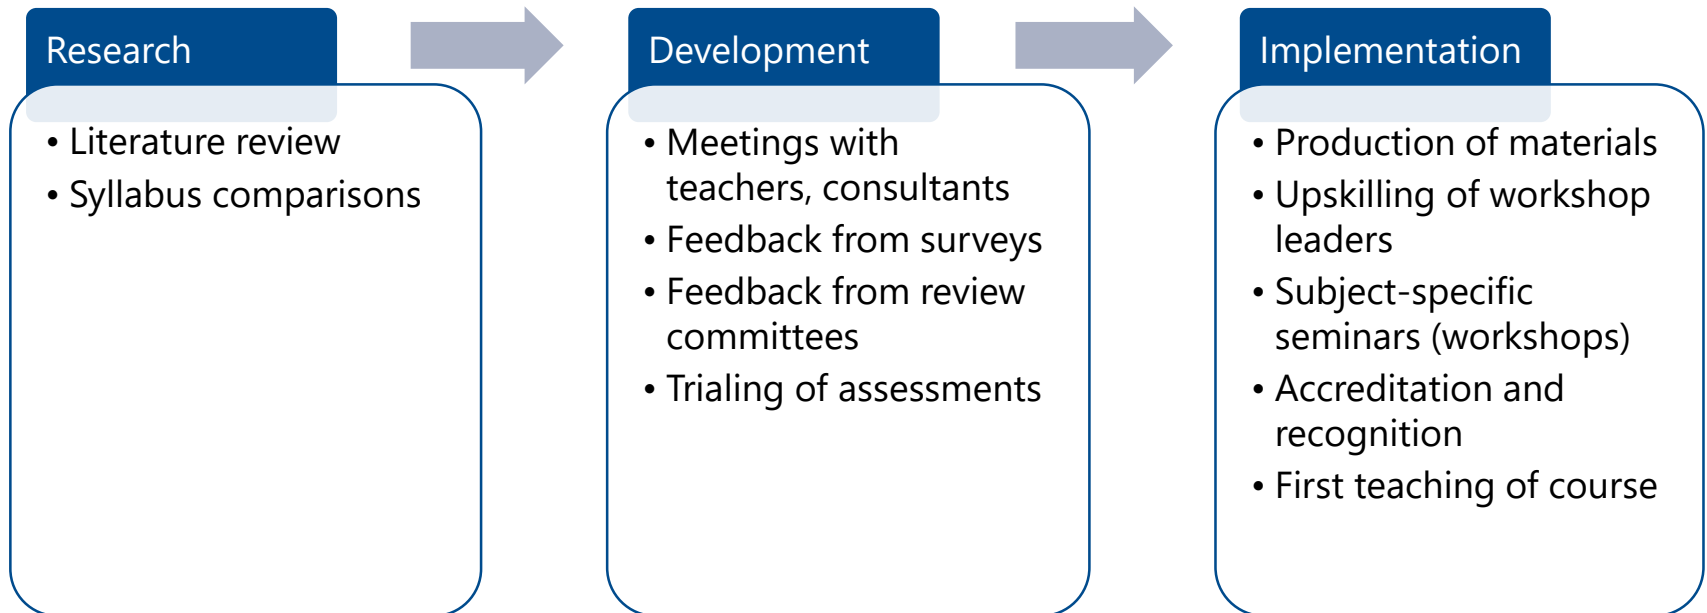 Research
• Literature review
• Syllabus comparisons
Development
• Meetings with
teachers, consultants
• Feedback from surveys
• Feedback from review
committees
• Trialing of assessments
Implementation
• Production of materials
• Upskilling of workshop
leaders
• Subject-specific
seminars (workshops)
• Accreditation and
recognition
• First teaching of course